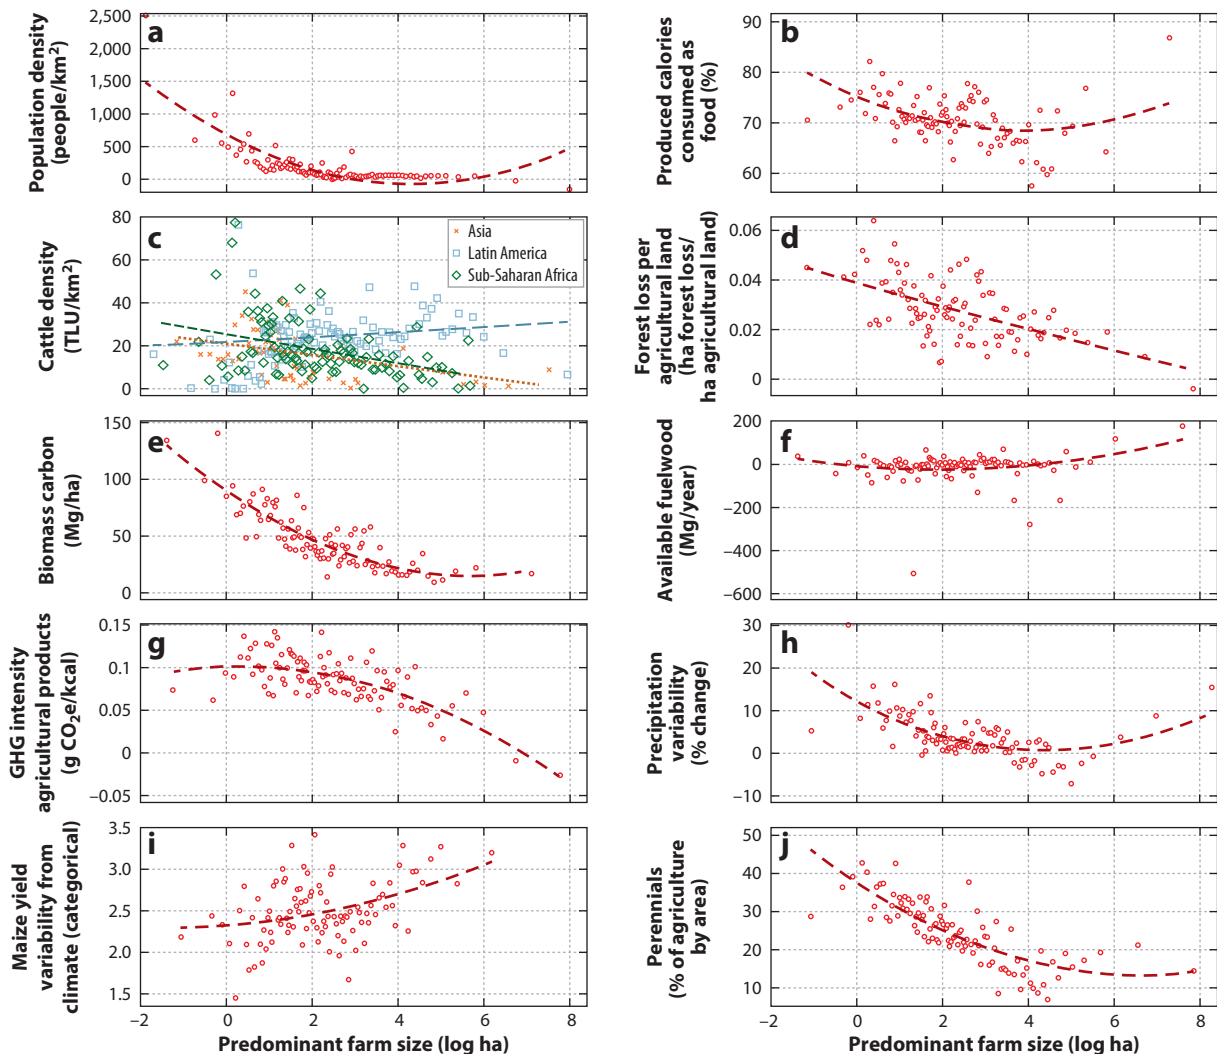 a
Population density
(people/km²)
2,500
2,000
1,500
1,000
500
0
b
Produced calories
consumed as
food (%)
90
80
70
60
c
Cattle density
(TLU/km²)
80
60
40
20
0
Asia
Latin America
Sub-Saharan Africa
d
Forest loss per
agricultural land
(ha forest loss/
ha agricultural land)
0.06
0.04
0.02
0
e
Biomass carbon
(Mg/ha)
150
100
50
0
f
Available fuelwood
(Mg/year)
200
0
−200
−400
−600
g
GHG intensity
agricultural products
(g CO₂e/kcal)
0.15
0.1
0.05
0
−0.05
h
Precipitation
variability
(% change)
30
20
10
0
−10
i
Maize yield
variability from
climate (categorical)
3.5
3.0
2.5
2.0
1.5
−2 0 2 4 6 8
Predominant farm size (log ha)
j
Perennials
(% of agriculture
by area)
50
40
30
20
10
−2 0 2 4 6 8
Predominant farm size (log ha)